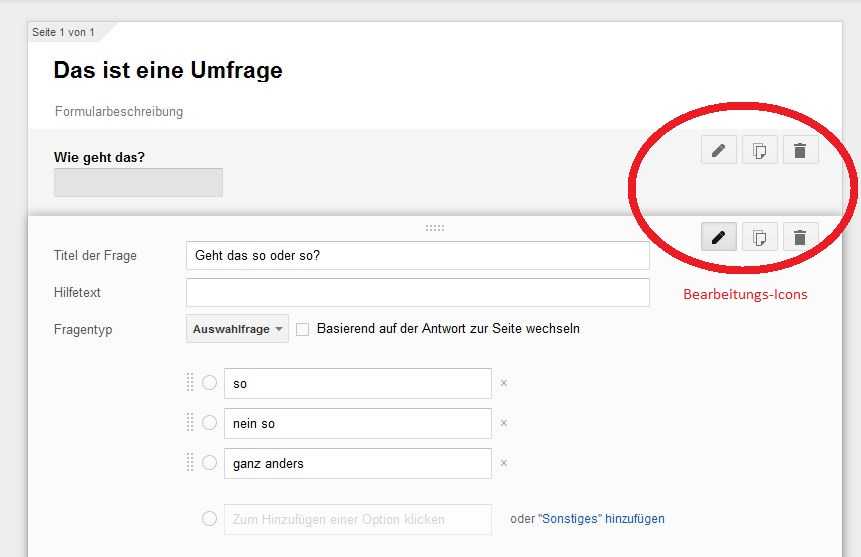 Seite 1 von 1
Das ist eine Umfrage
Formularbeschreibung
Wie geht das?
Titel der Frage Geht das so oder so?
Hilfetext
Bearbeitungs-Icons
Fragentyp Auswahlfrage Basierend auf der Antwort zur Seite wechseln
so ×
nein so ×
ganz anders ×
Zum Hinzufügen einer Option klicken oder "Sonstiges" hinzufügen